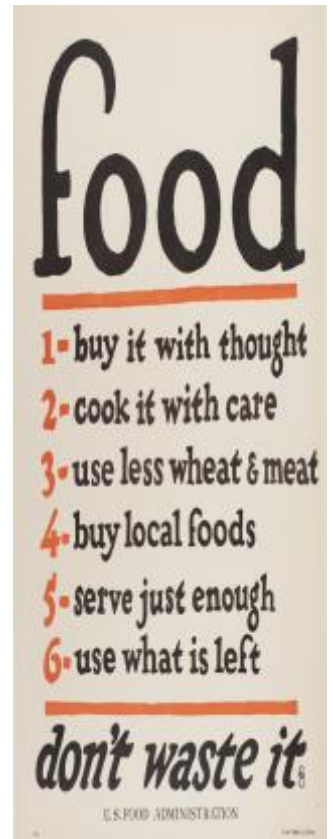 food
1-buy it with thought
2-cook it with care
3-use less wheat & meat
4-buy local foods
5-serve just enough
6-use what is left
don't waste it
U.S. FOOD ADMINISTRATION